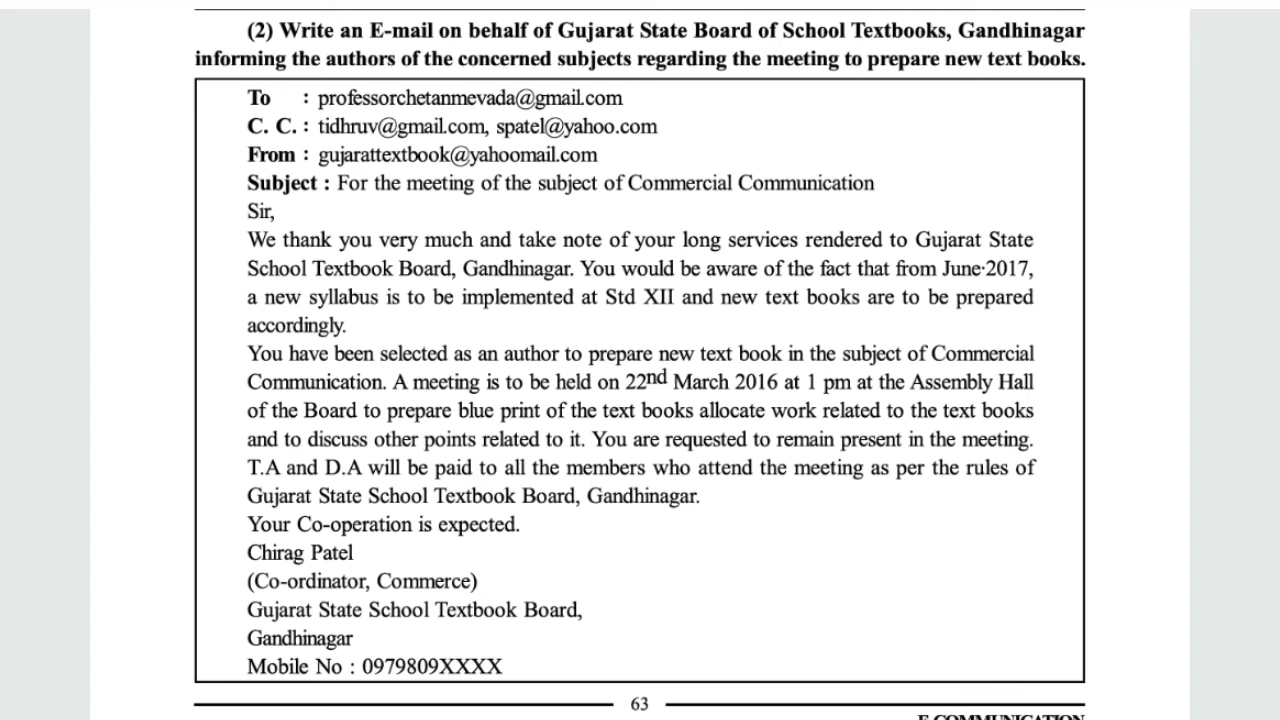 (2) Write an E-mail on behalf of Gujarat State Board of School Textbooks, Gandhinagar
informing the authors of the concerned subjects regarding the meeting to prepare new text books.
To : professorchetanmevada@gmail.com
C. C. : tidhruv@gmail.com, spatel@yahoo.com
From : gujarattextbook@yahoomail.com
Subject : For the meeting of the subject of Commercial Communication
Sir,
We thank you very much and take note of your long services rendered to Gujarat State
School Textbook Board, Gandhinagar. You would be aware of the fact that from June·2017,
a new syllabus is to be implemented at Std XII and new text books are to be prepared
accordingly.
You have been selected as an author to prepare new text book in the subject of Commercial
Communication. A meeting is to be held on 22nd March 2016 at 1 pm at the Assembly Hall
of the Board to prepare blue print of the text books allocate work related to the text books
and to discuss other points related to it. You are requested to remain present in the meeting.
T.A and D.A will be paid to all the members who attend the meeting as per the rules of
Gujarat State School Textbook Board, Gandhinagar.
Your Co-operation is expected.
Chirag Patel
(Co-ordinator, Commerce)
Gujarat State School Textbook Board,
Gandhinagar
Mobile No : 0979809XXXX
63
E COMMUNICATION